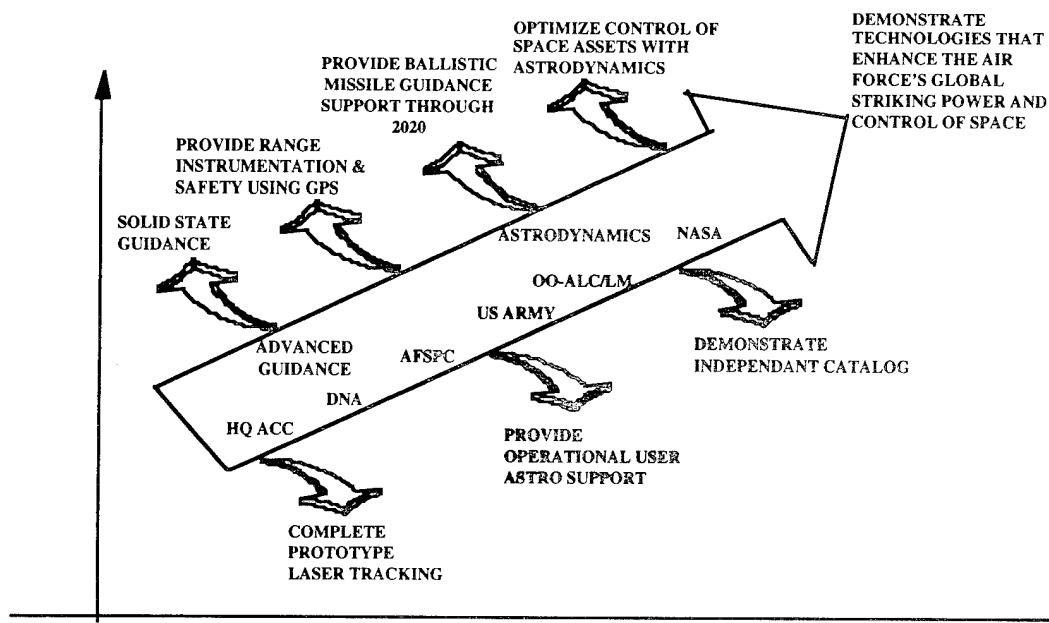 OPTIMIZE CONTROL OF
SPACE ASSETS WITH
ASTRODYNAMICS
DEMONSTRATE
TECHNOLOGIES THAT
ENHANCE THE AIR
FORCE'S GLOBAL
STRIKING POWER AND
CONTROL OF SPACE
PROVIDE BALLISTIC
MISSILE GUIDANCE
SUPPORT THROUGH
2020
PROVIDE RANGE
INSTRUMENTATION &
SAFETY USING GPS
SOLID STATE
GUIDANCE
ASTRODYNAMICS
NASA
OO-ALC/LM
US ARMY
ADVANCED
GUIDANCE
AFSPC
DNA
HQ ACC
DEMONSTRATE
INDEPENDANT CATALOG
PROVIDE
OPERATIONAL USER
ASTRO SUPPORT
COMPLETE
PROTOTYPE
LASER TRACKING